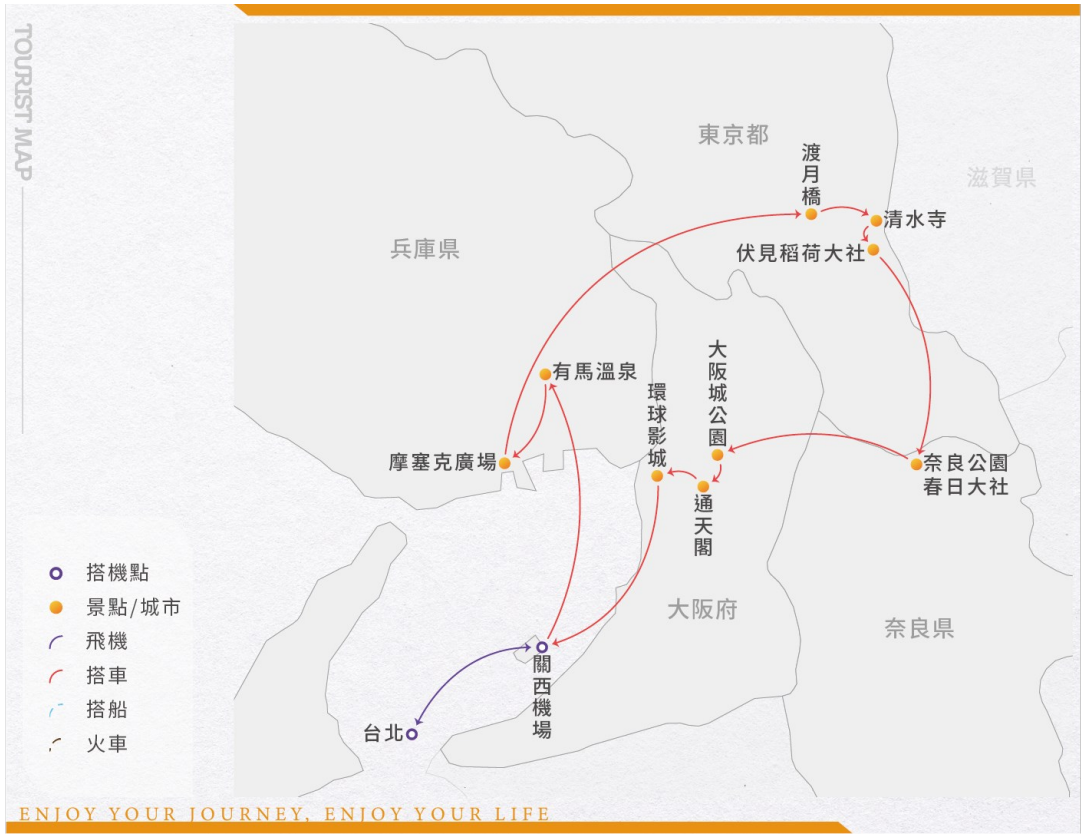 TOURIST MAP
東京都
渡月橋
滋賀県
清水寺
兵庫県
伏見稲荷大社
大阪城公園
有馬溫泉
環球影城
摩塞克廣場
奈良公園
春日大社
通天閣
搭機點
景點/城市
大阪府
奈良県
飛機
關西機場
搭車
搭船
台北
火車
ENJOY YOUR JOURNEY, ENJOY YOUR LIFE